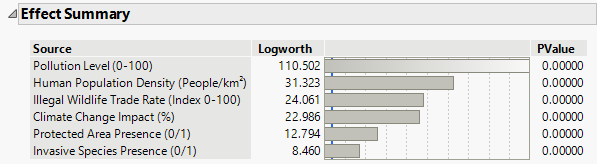 Effect Summary
Source Logworth PValue
Pollution Level (0-100) 110.502 0.00000
Human Population Density (People/km²) 31.323 0.00000
Illegal Wildlife Trade Rate (Index 0-100) 24.061 0.00000
Climate Change Impact (%) 22.986 0.00000
Protected Area Presence (0/1) 12.794 0.00000
Invasive Species Presence (0/1) 8.460 0.00000